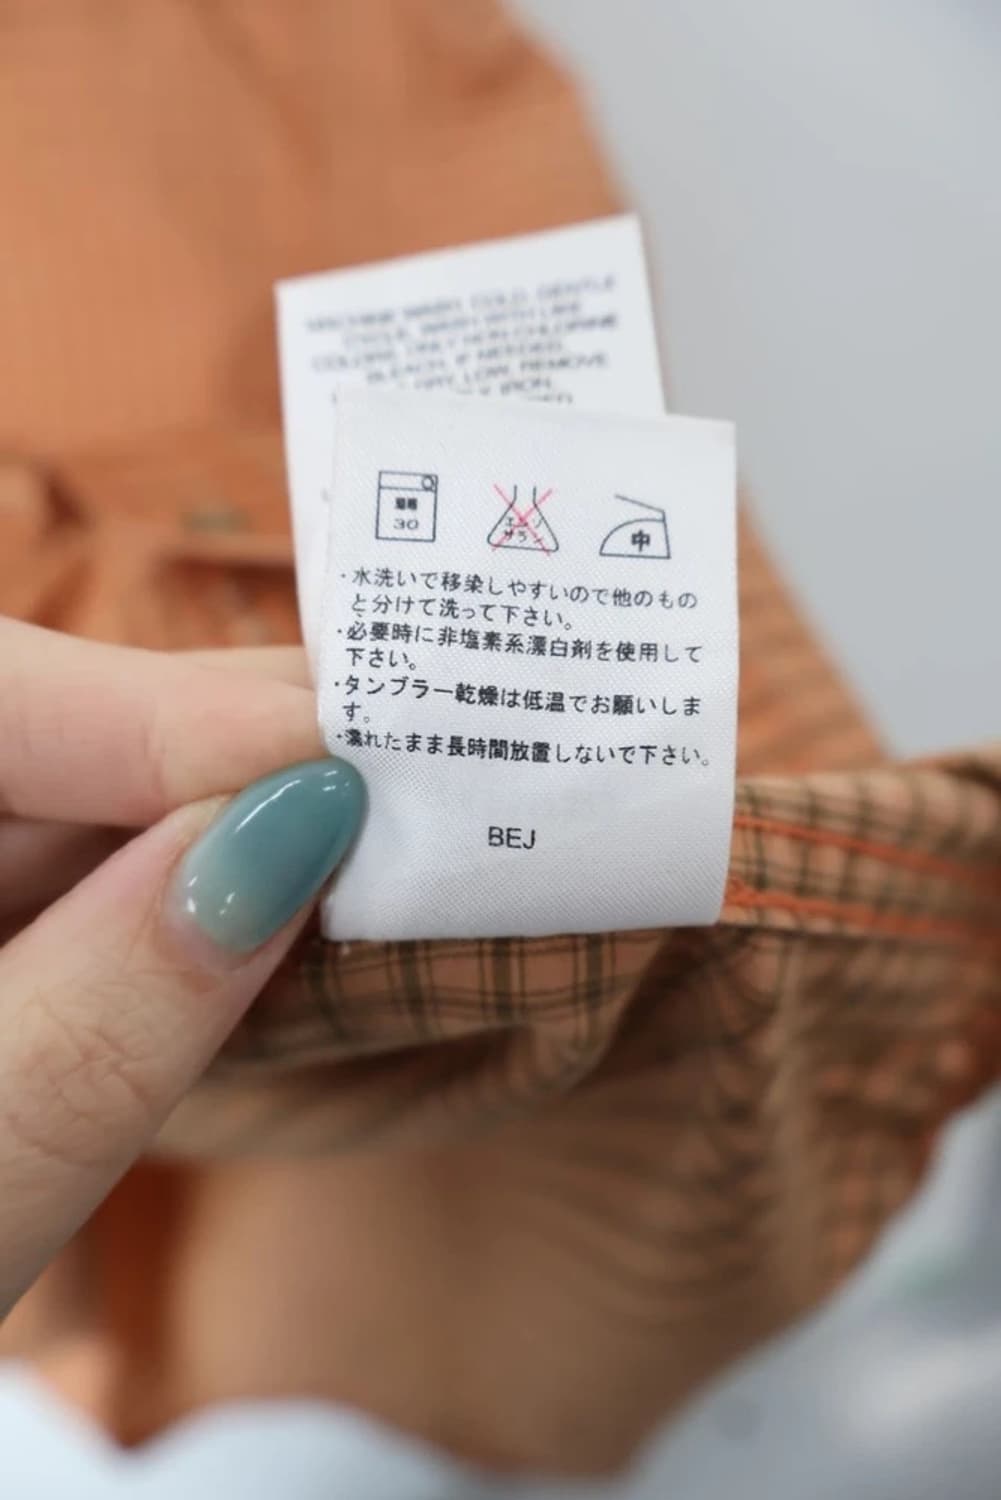 MACHINE WASH COLD, GENTLE
CYCLE, WASH WITH LIKE
COLORS, ONLY NON-CHLORINE
BLEACH, IF NEEDED,
DRY LOW, REMOVE
IRON
30
エンソ
サラシ
中
・水洗いで移染しやすいので他のもの
と分けて洗って下さい。
・必要時に非塩素系漂白剤を使用して
下さい。
・タンブラー乾燥は低温でお願いしま
す。
・濡れたまま長時間放置しないで下さい。
BEJ